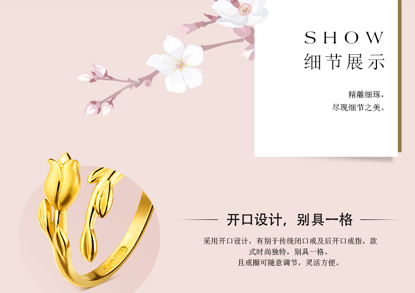 SHOW
细节展示
精雕细琢，
尽现细节之美。
开口设计，别具一格
采用开口设计，有别于传统闭口或及后开口戒指，款
式时尚独特，别具一格。
且戒圈可随意调节，灵活方便。